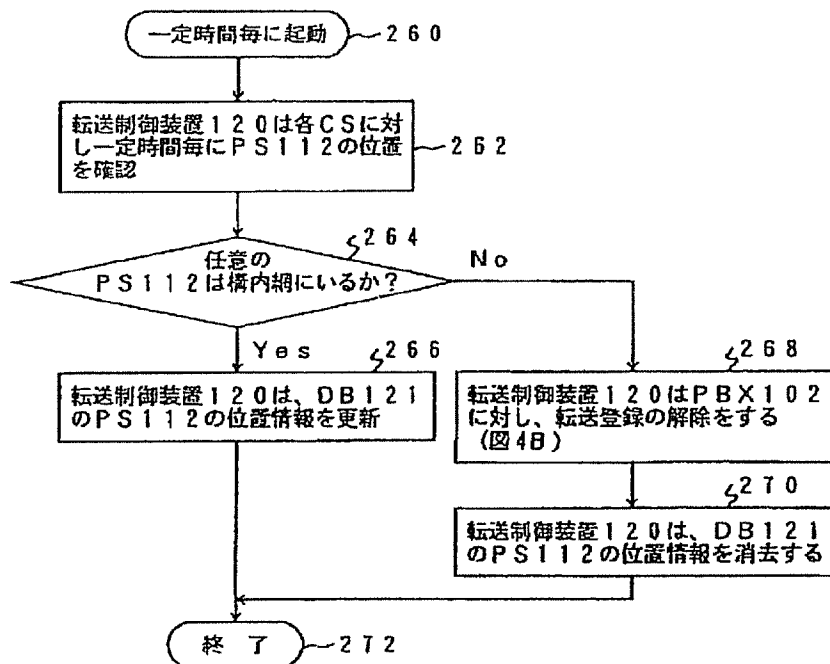 一定時間毎に起動
260
転送制御装置120は各CSに対
し一定時間毎にPS112の位置
を確認
262
264
任意の
PS112は構内網にいるか？
No
Yes
266
転送制御装置120は、DB121
のPS112の位置情報を更新
268
転送制御装置120はPBX102
に対し、転送登録の解除をする
(図4B)
270
転送制御装置120は、DB121
のPS112の位置情報を消去する
終 了
272